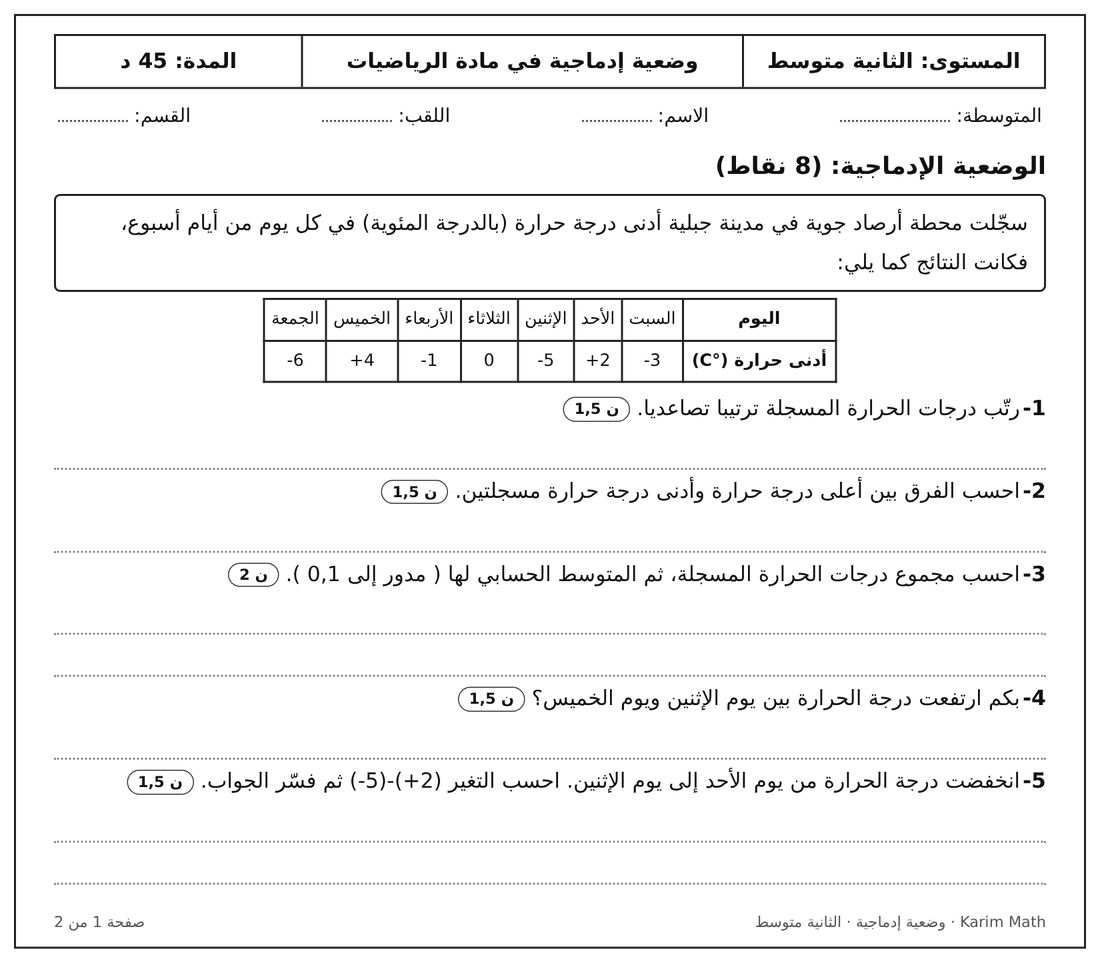 المستوى: الثانية متوسط	وضعية إدماجية في مادة الرياضيات	المدة: 45 د
المتوسطة: ............................	الاسم: ..................	اللقب: ..................	القسم: ..................
الوضعية الإدماجية: (8 نقاط)
سجّلت محطة أرصاد جوية في مدينة جبلية أدنى درجة حرارة (بالدرجة المئوية) في كل يوم من أيام أسبوع،
فكانت النتائج كما يلي:
اليوم	السبت	الأحد	الإثنين	الثلاثاء	الأربعاء	الخميس	الجمعة
أدنى حرارة (°C)	-3	+2	-5	0	-1	+4	-6
1- رتّب درجات الحرارة المسجلة ترتيبا تصاعديا. 1,5 ن
2- احسب الفرق بين أعلى درجة حرارة وأدنى درجة حرارة مسجلتين. 1,5 ن
3- احسب مجموع درجات الحرارة المسجلة، ثم المتوسط الحسابي لها ( مدور إلى 0,1 ). 2 ن
4- بكم ارتفعت درجة الحرارة بين يوم الإثنين ويوم الخميس؟ 1,5 ن
5- انخفضت درجة الحرارة من يوم الأحد إلى يوم الإثنين. احسب التغير (-5)-(+2) ثم فسّر الجواب. 1,5 ن
Karim Math · وضعية إدماجية · الثانية متوسط	صفحة 1 من 2